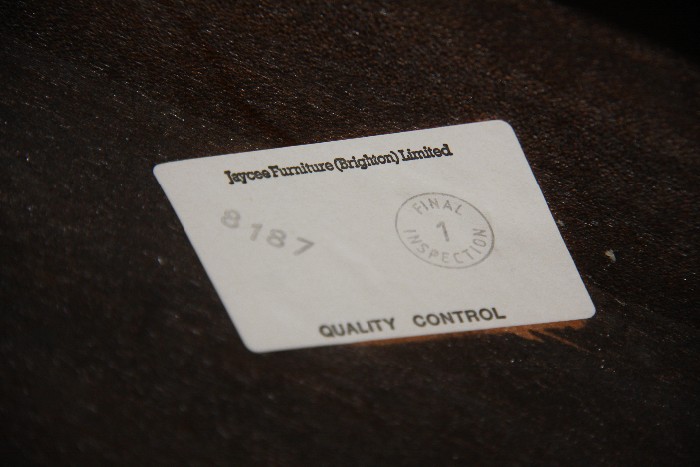 Jaycee Furniture (Brighton) Limited
8187
FINAL
1
INSPECTION
QUALITY CONTROL